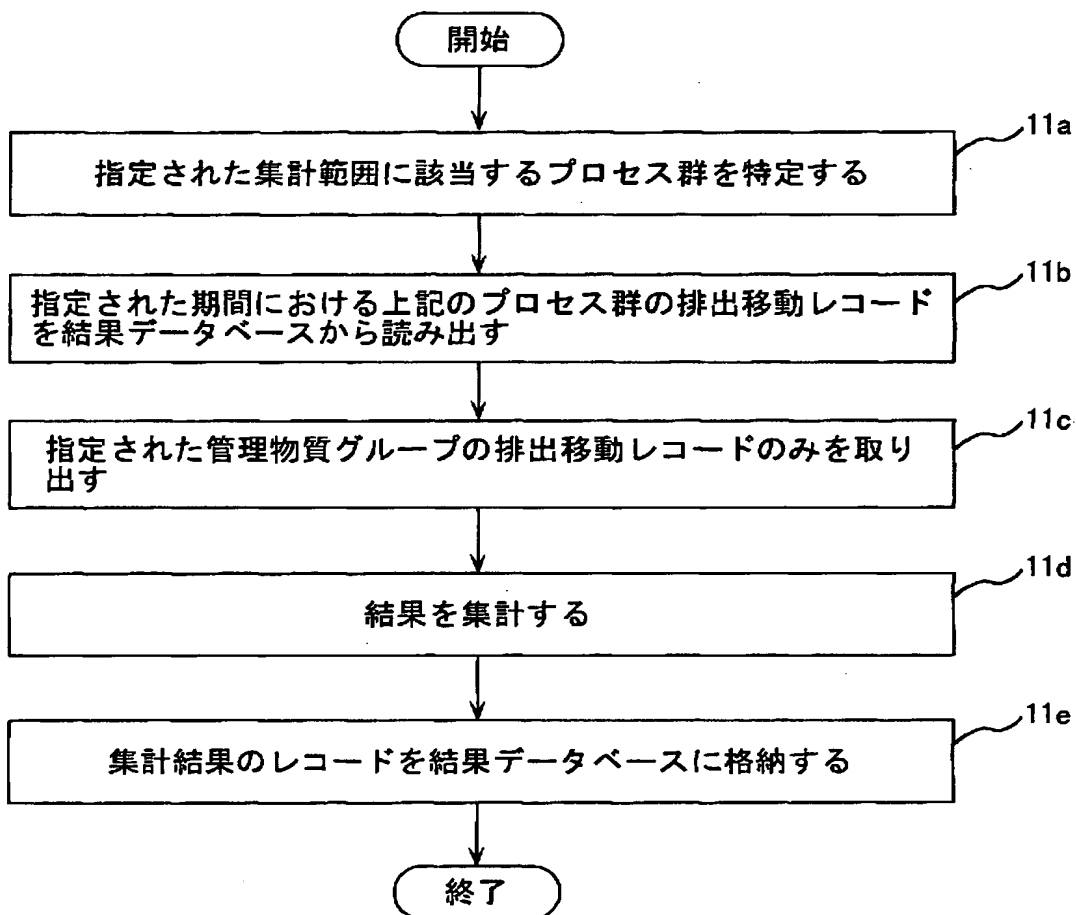 開始
11a
指定された集計範囲に該当するプロセス群を特定する
11b
指定された期間における上記のプロセス群の排出移動レコード
を結果データベースから読み出す
11c
指定された管理物質グループの排出移動レコードのみを取り
出す
11d
結果を集計する
11e
集計結果のレコードを結果データベースに格納する
終了